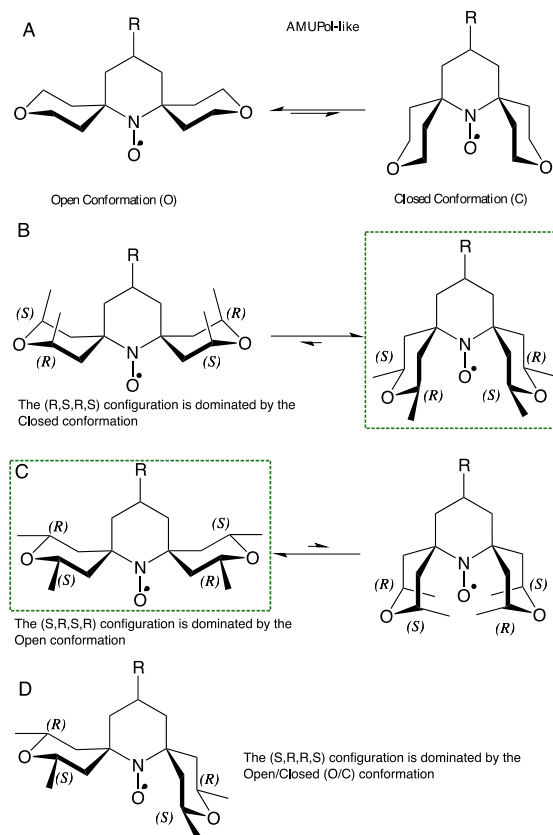 A
R
AMUPol-like
R
O
N
O•
O
N
O•
O
O
Open Conformation (O)
Closed Conformation (C)
B
R
R
(S)
(R)
O
N
O
(R)
(S)
O•
N
(S)
(R)
O•
(R)
(S)
O
O
The (R,S,R,S) configuration is dominated by the
Closed conformation
C
R
R
(R)
(S)
O
N
O
(S)
(R)
O•
N
O•
(R)
(S)
O
O
(S)
(R)
The (S,R,S,R) configuration is dominated by the
Open conformation
D
R
(R)
O
N
(S)
(R)
O•
O
(S)
The (S,R,R,S) configuration is dominated by the
Open/Closed (O/C) conformation